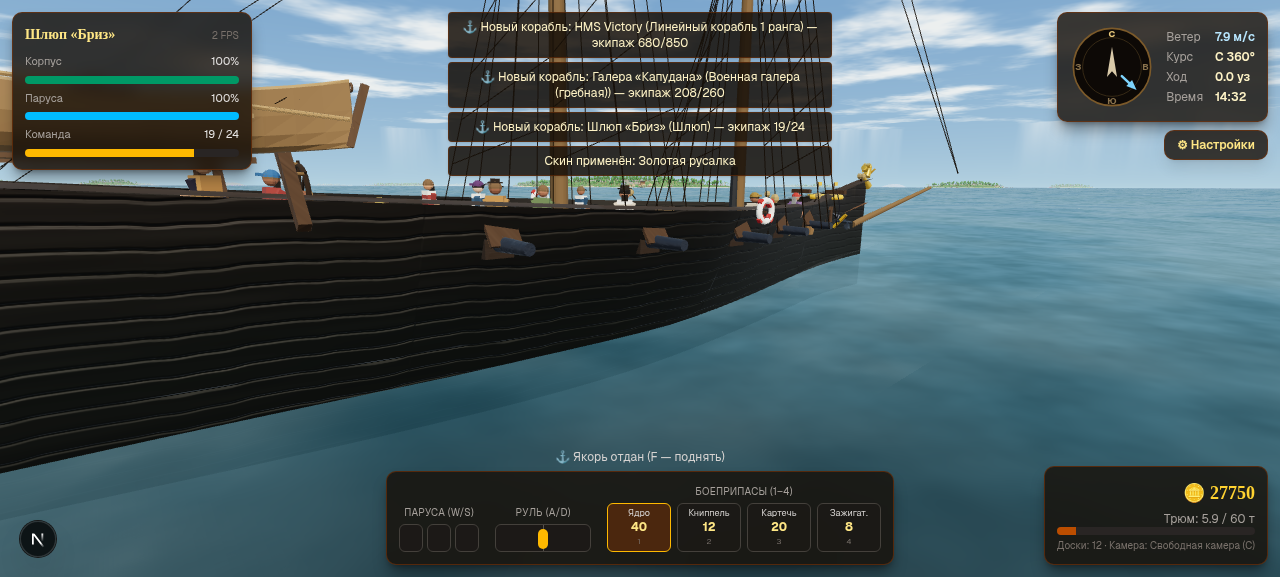 Шлюп «Бриз»
2 FPS
Корпус 100%
Паруса 100%
Команда 19 / 24
⚓ Новый корабль: HMS Victory (Линейный корабль 1 ранга) —
экипаж 680/850
⚓ Новый корабль: Галера «Капудана» (Военная галера
(гребная)) — экипаж 208/260
⚓ Новый корабль: Шлюп «Бриз» (Шлюп) — экипаж 19/24
Скин применён: Золотая русалка
С
З
В
Ю
Ветер 7.9 м/с
Курс С 360°
Ход 0.0 уз
Время 14:32
⚙ Настройки
⚓ Якорь отдан (F — поднять)
ПАРУСА (W/S)
РУЛЬ (A/D)
БОЕПРИПАСЫ (1–4)
Ядро
40
1
Книппель
12
2
Картечь
20
3
Зажигат.
8
4
N
🪙 27750
Трюм: 5.9 / 60 т
Доски: 12 · Камера: Свободная камера (C)